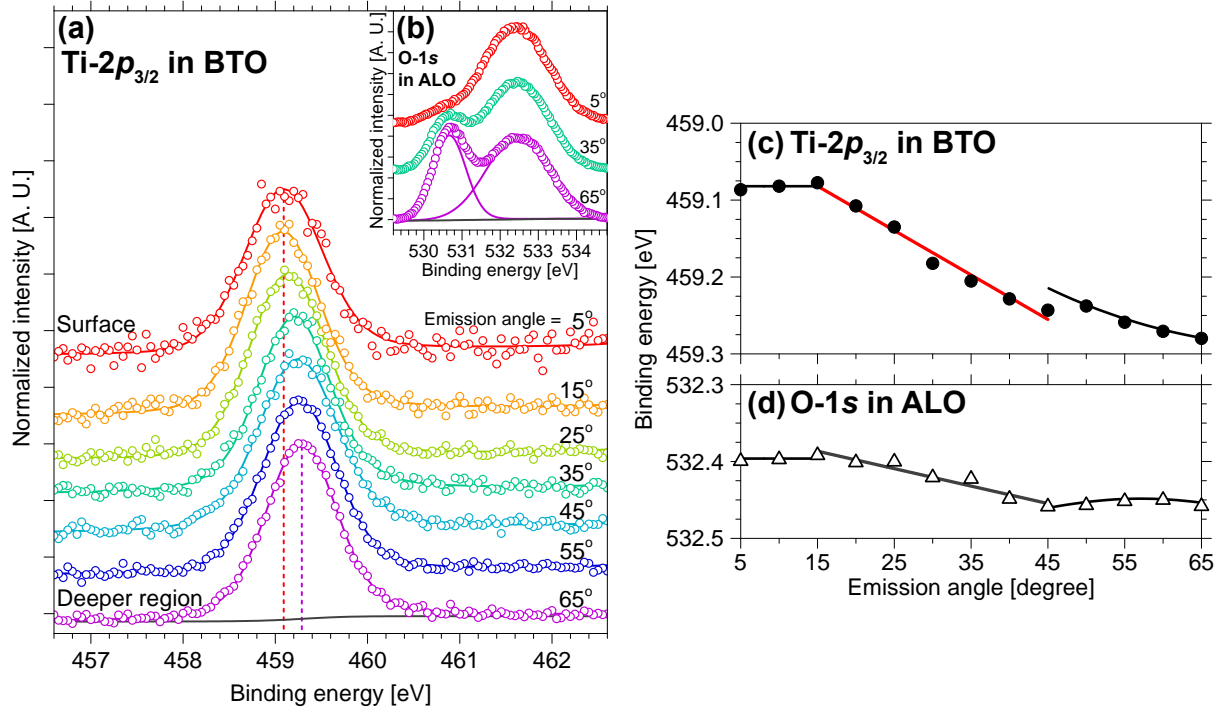 (a)
Ti-2p3/2 in BTO
Normalized intensity [A. U.]
Surface
Emission angle = 5°
15°
25°
35°
45°
55°
65°
Deeper region
457 458 459 460 461 462
Binding energy [eV]
(b)
O-1s
in ALO
Normalized intensity [A. U.]
5°
35°
65°
530 531 532 533 534
Binding energy [eV]
(c) Ti-2p3/2 in BTO
459.0
459.1
459.2
459.3
Binding energy [eV]
(d) O-1s in ALO
532.3
532.4
532.5
5 15 25 35 45 55 65
Emission angle [degree]